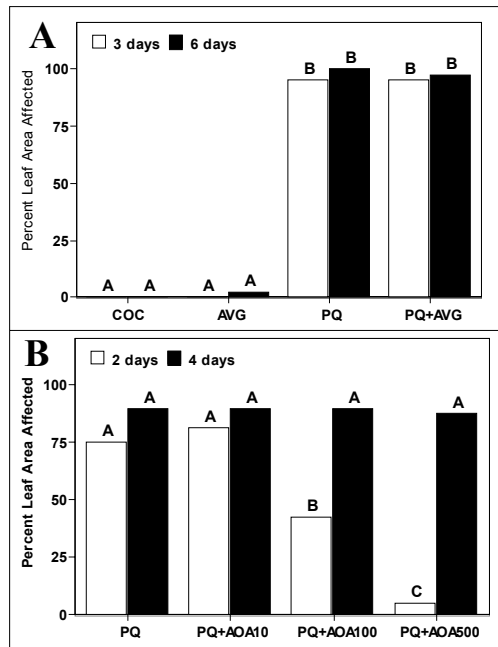 A
3 days 6 days
Percent Leaf Area Affected
100
75
50
25
0
A A A A B B B B
COC AVG PQ PQ+AVG
B
2 days 4 days
Percent Leaf Area Affected
100
75
50
25
0
A A A A B A C A
PQ PQ+AOA10 PQ+AOA100 PQ+AOA500